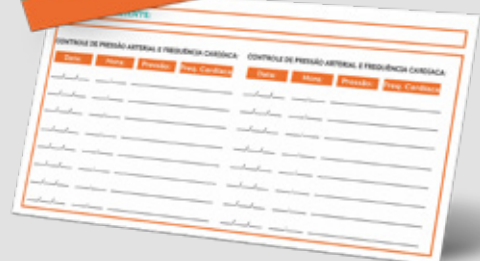 CONTROLE DE PRESSÃO ARTERIAL E FREQUÊNCIA CARDÍACA:
Data: Hora: Pressão: Freq. Cardíaca
CONTROLE DE PRESSÃO ARTERIAL E FREQUÊNCIA CARDÍACA:
Data: Hora: Pressão: Freq. Cardíaca